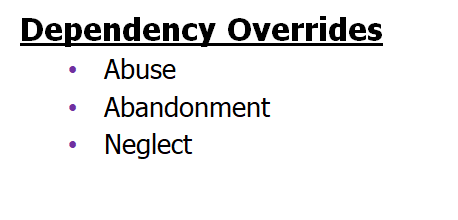 Dependency Overrides
• Abuse
• Abandonment
• Neglect